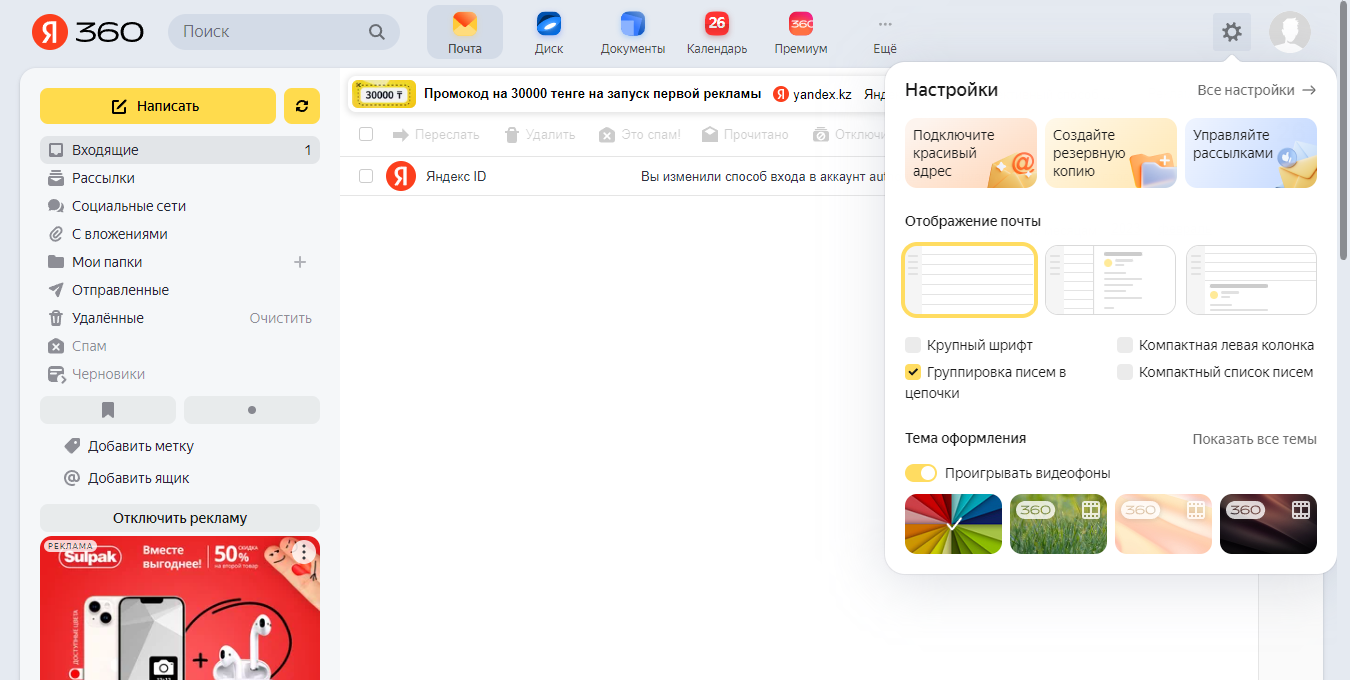 Я 360
Поиск
Почта
Диск
Документы
26
Календарь
360
Премиум
Ещё
Написать
Входящие 1
Рассылки
Социальные сети
С вложениями
Мои папки
Отправленные
Удалённые Очистить
Спам
Черновики
Добавить метку
Добавить ящик
Отключить рекламу
РЕКЛАМА
Sulpak
Вместе
выгоднее!
50%
СКИДКА
на второй товар
ДОСТУПНЫЕ ЦВЕТА
30000 ₸ Промокод на 30000 тенге на запуск первой рекламы Я yandex.kz Янд
Переслать Удалить Это спам! Прочитано Отключи
Я Яндекс ID Вы изменили способ входа в аккаунт aut
Настройки Все настройки
Подключите
красивый
адрес
Создайте
резервную
копию
Управляйте
рассылками
Отображение почты
Крупный шрифт
Компактная левая колонка
Группировка писем в
цепочки
Компактный список писем
Тема оформления Показать все темы
Проигрывать видеофоны
360
360
360